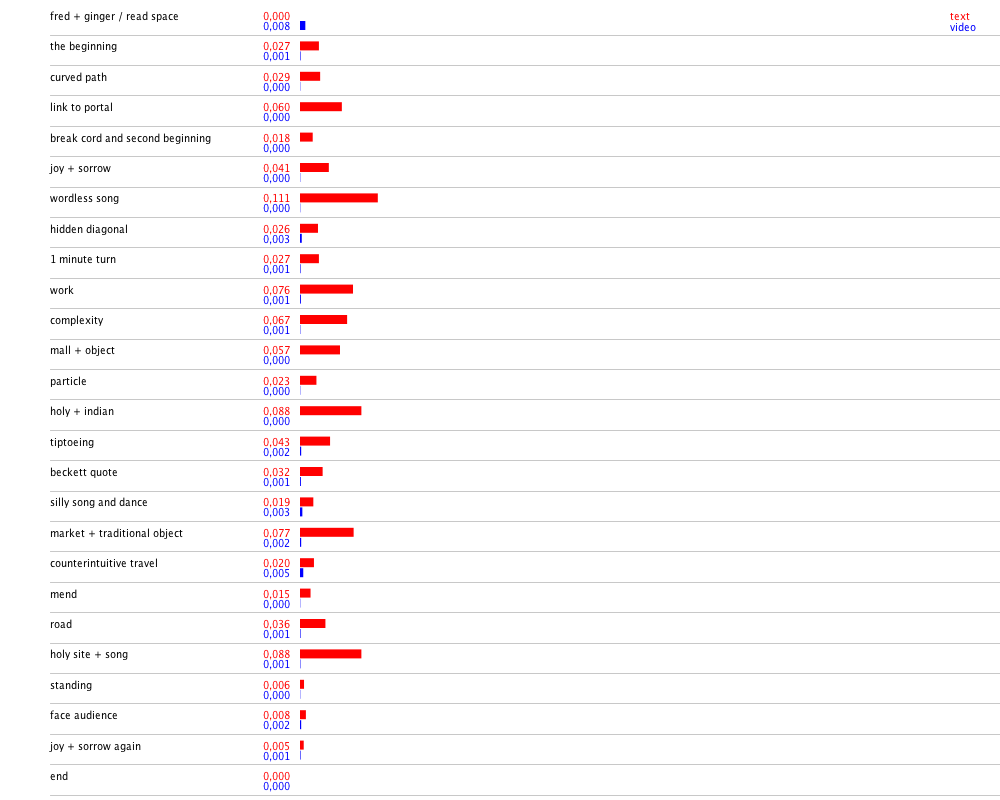 fred + ginger / read space 0,000 text
0,008 video
the beginning 0,027
0,001
curved path 0,029
0,000
link to portal 0,060
0,000
break cord and second beginning 0,018
0,000
joy + sorrow 0,041
0,000
wordless song 0,111
0,000
hidden diagonal 0,026
0,003
1 minute turn 0,027
0,001
work 0,076
0,001
complexity 0,067
0,001
mall + object 0,057
0,000
particle 0,023
0,000
holy + indian 0,088
0,000
tiptoeing 0,043
0,002
beckett quote 0,032
0,001
silly song and dance 0,019
0,003
market + traditional object 0,077
0,002
counterintuitive travel 0,020
0,005
mend 0,015
0,000
road 0,036
0,001
holy site + song 0,088
0,001
standing 0,006
0,000
face audience 0,008
0,002
joy + sorrow again 0,005
0,001
end 0,000
0,000